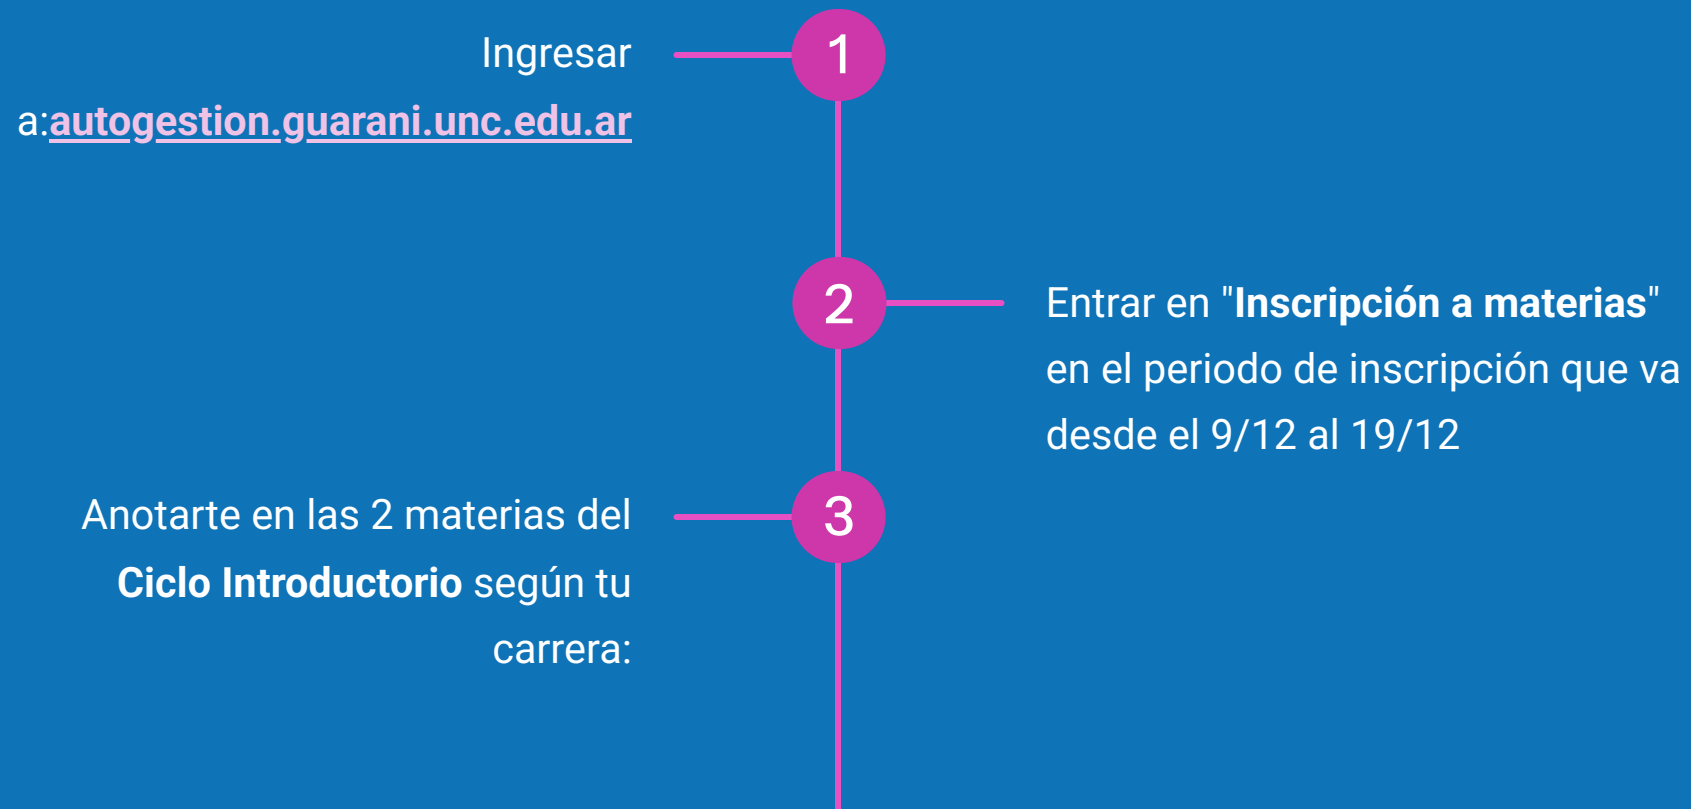 1
Ingresar
a:autogestion.guarani.unc.edu.ar
2
Entrar en "Inscripción a materias"
en el periodo de inscripción que va
desde el 9/12 al 19/12
3
Anotarte en las 2 materias del
Ciclo Introductorio según tu
carrera: